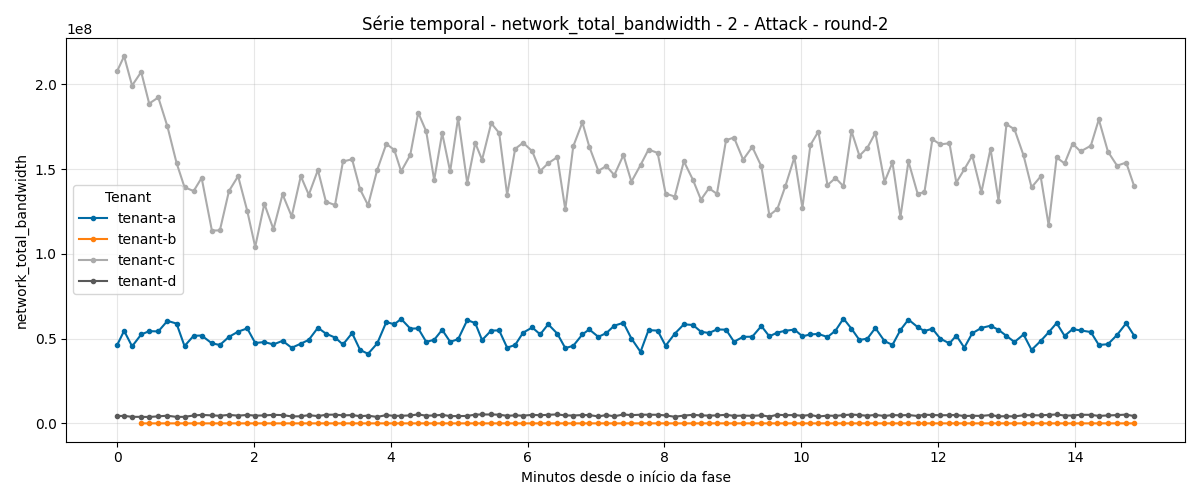 Série temporal - network_total_bandwidth - 2 - Attack - round-2
1e8
network_total_bandwidth
2.0
1.5
1.0
0.5
0.0
Tenant
tenant-a
tenant-b
tenant-c
tenant-d
0 2 4 6 8 10 12 14
Minutos desde o início da fase